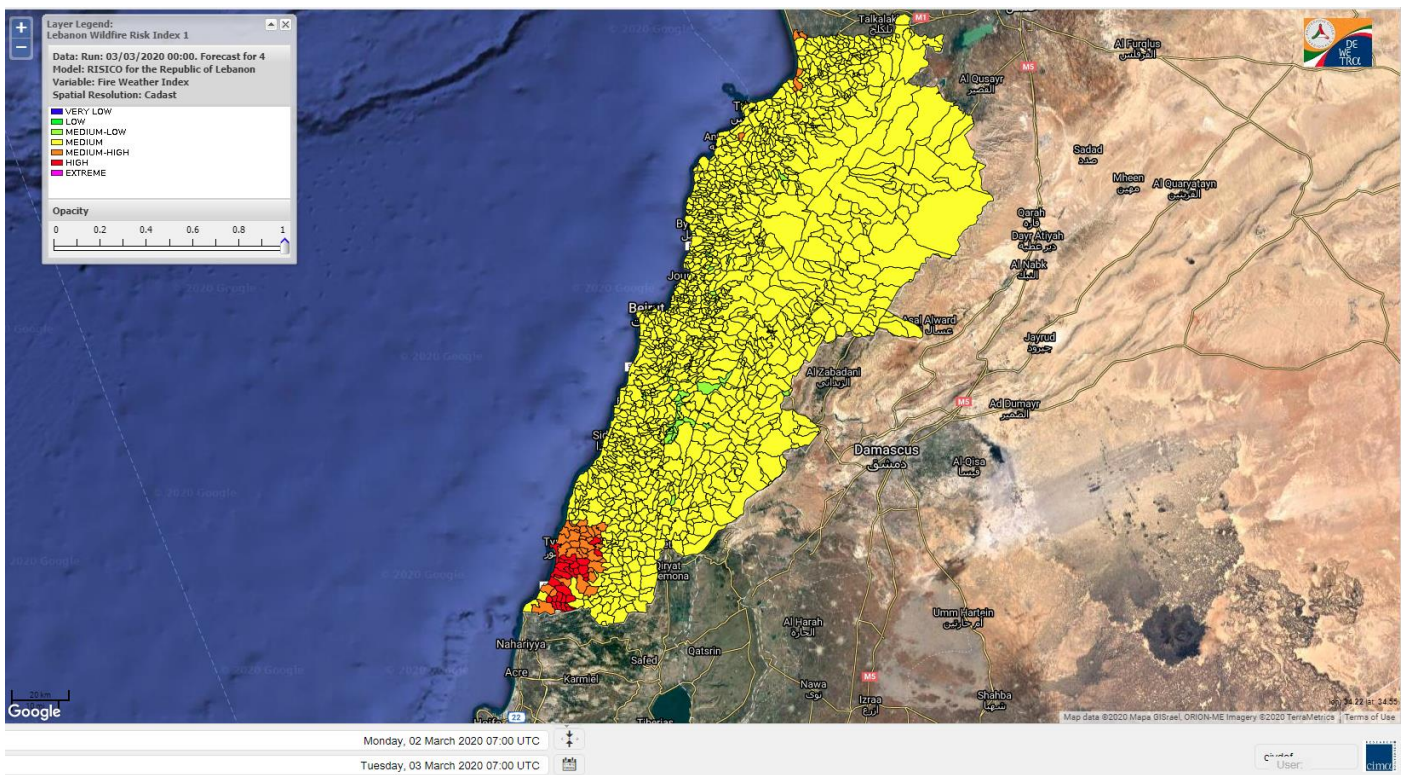 Layer Legend:
Lebanon Wildfire Risk Index 1
Data: Run: 03/03/2020 00:00. Forecast for 4
Model: RISICO for the Republic of Lebanon
Variable: Fire Weather Index
Spatial Resolution: Cadast
VERY LOW
LOW
MEDIUM-LOW
MEDIUM
MEDIUM-HIGH
HIGH
EXTREME
Opacity
0 0.2 0.4 0.6 0.8 1
DE
WE
TRα
Talkalak
تلكلخ
M1
Al Furqlus
الفرقلس
M5
Al Qusayr
القصير
Sadad
صدد
Mheen
مهين
Al Quaryatayn
القريتين
Qarah
قارة
Dayr Atiyah
دير عطية
Al Nabk
النبك
Beirut
Asal Alward
عسال
Jayrud
جيرود
Al Zabadani
الزبداني
M5
Ad Dumayr
الضمير
Damascus
دمشق
Al-Qisa
قيسا
Umm Hartein
أم حارتين
Al Harah
الحارة
Nahariyya
Safed
Qatsrin
Acre
Karmiel
M5
Nawa
نوى
Izraa
ازرع
Shahba
شهبا
22
Tiberias
© 2020 Google
20 km
Google
Map data ©2020 Mapa GISrael, ORION-ME Imagery ©2020 TerraMetrics
Terms of Use
Monday, 02 March 2020 07:00 UTC
Tuesday, 03 March 2020 07:00 UTC
User:
cima